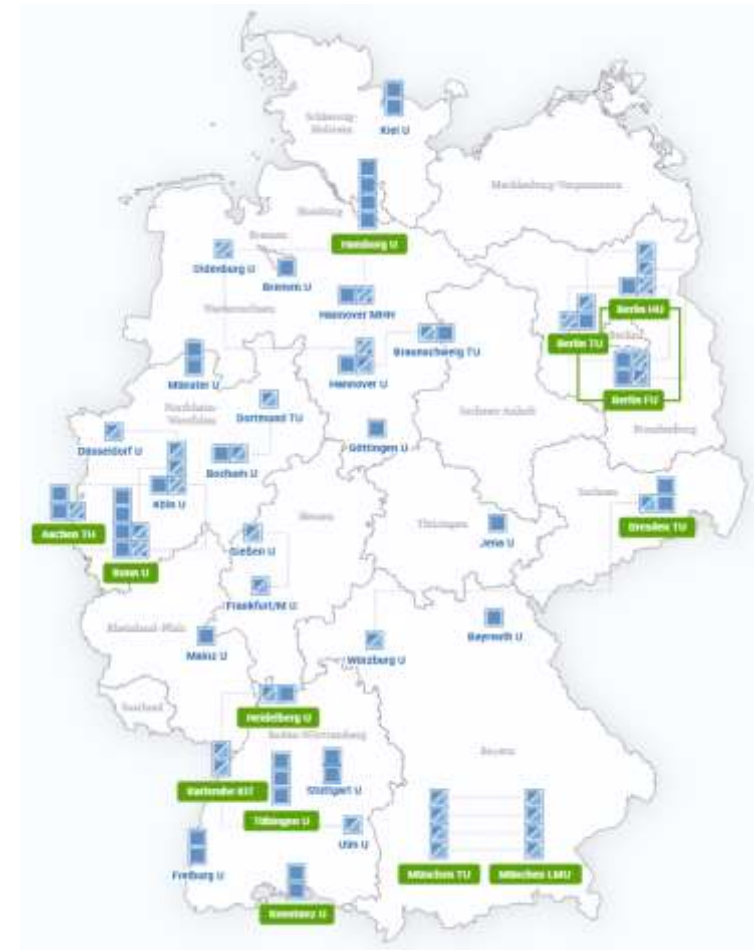 Schleswig-
Holstein
Kiel U
Mecklenburg-Vorpommern
Hamburg
Hamburg U
Bremen
Oldenburg U
Bremen U
Niedersachsen
Hannover MHH
Braunschweig TU
Hannover U
Berlin HU
Berlin TU
Berlin
Berlin FU
Brandenburg
Münster U
Nordrhein-
Westfalen
Dortmund TU
Sachsen-Anhalt
Düsseldorf U
Göttingen U
Bochum U
Köln U
Aachen TU
Bonn U
Hessen
Gießen U
Thüringen
Jena U
Sachsen
Dresden TU
Frankfurt/M U
Rheinland-Pfalz
Mainz U
Würzburg U
Bayreuth U
Saarland
Heidelberg U
Baden-Württemberg
Bayern
Karlsruhe KIT
Stuttgart U
Tübingen U
Ulm U
Freiburg U
München TU
München LMU
Konstanz U